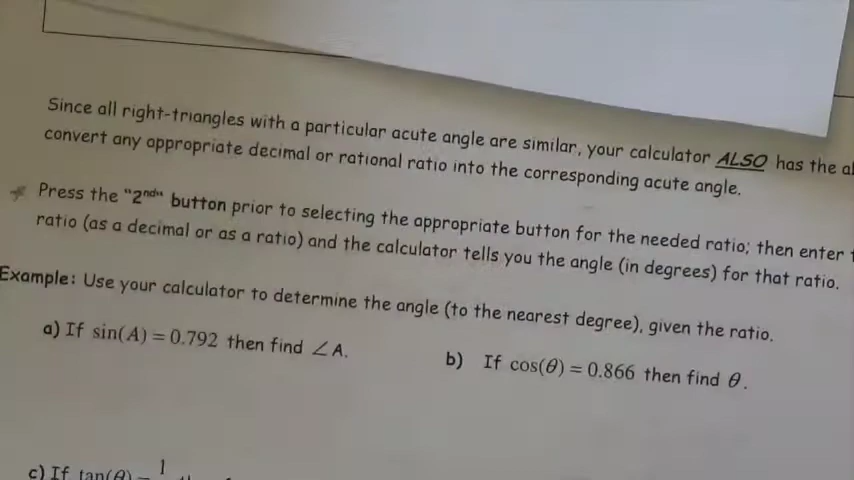 Since all right-triangles with a particular acute angle are similar, your calculator ALSO has the
convert any appropriate decimal or rational ratio into the corresponding acute angle.
Press the "2nd" button prior to selecting the appropriate button for the needed ratio; then enter
ratio (as a decimal or as a ratio) and the calculator tells you the angle (in degrees) for that ratio.
Example: Use your calculator to determine the angle (to the nearest degree), given the ratio.
a) If sin(A) = 0.792 then find ∠A.
b) If cos(θ) = 0.866 then find θ.
c) If tan(θ) = 1